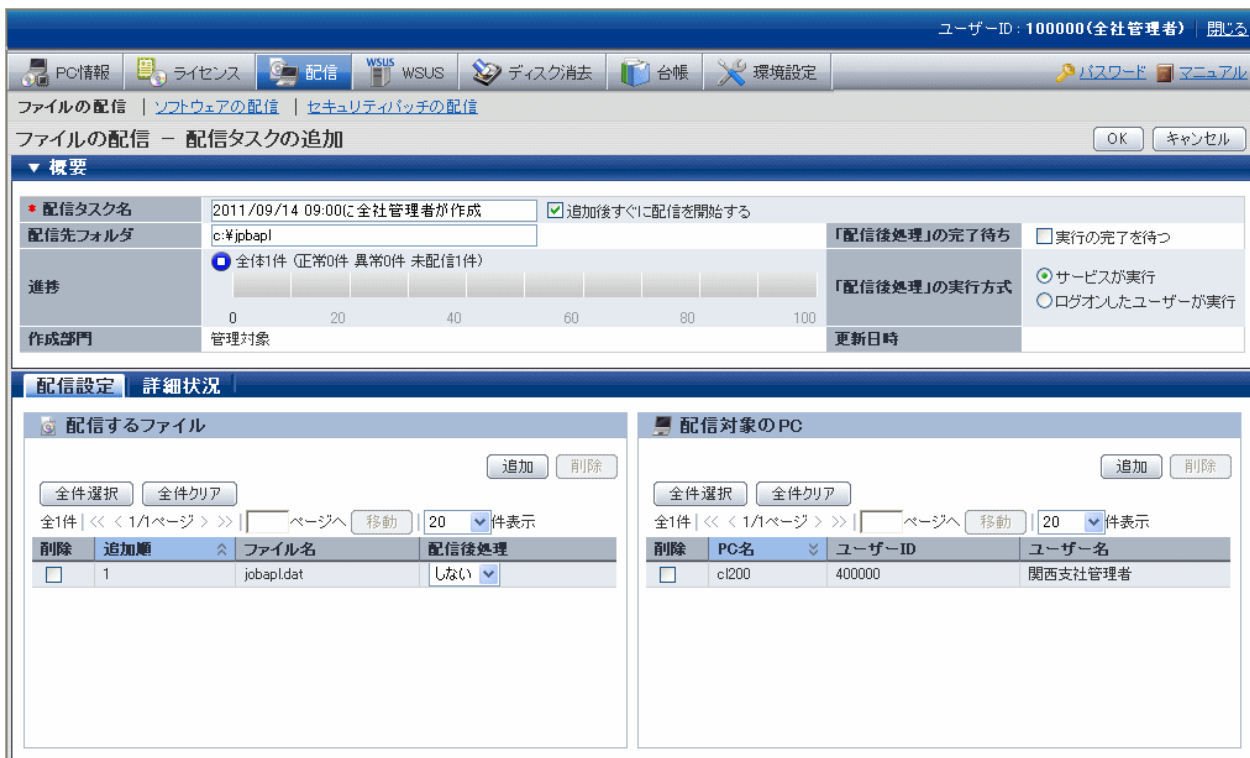 ユーザーID:100000(全社管理者) | 閉じる
PC情報 ライセンス 配信 WSUS WSUS ディスク消去 台帳 環境設定 パスワード マニュアル
ファイルの配信 | ソフトウェアの配信 | セキュリティパッチの配信
ファイルの配信 － 配信タスクの追加 OK キャンセル
▼ 概要
* 配信タスク名 2011/09/14 09:00に全社管理者が作成 追加後すぐに配信を開始する
配信先フォルダ c:¥jpbapl 「配信後処理」の完了待ち 実行の完了を待つ
進捗 全体1件 (正常0件 異常0件 未配信1件) 「配信後処理」の実行方式 サービスが実行
ログオンしたユーザーが実行
0 20 40 60 80 100
作成部門 管理対象 更新日時
配信設定 詳細状況
配信するファイル
追加 削除
全件選択 全件クリア
全1件 | << < 1/1ページ > >> | ページへ 移動 | 20 件表示
削除 追加順 ファイル名 配信後処理
1 jobapl.dat しない
配信対象のPC
追加 削除
全件選択 全件クリア
全1件 | << < 1/1ページ > >> | ページへ 移動 | 20 件表示
削除 PC名 ユーザーID ユーザー名
cl200 400000 関西支社管理者